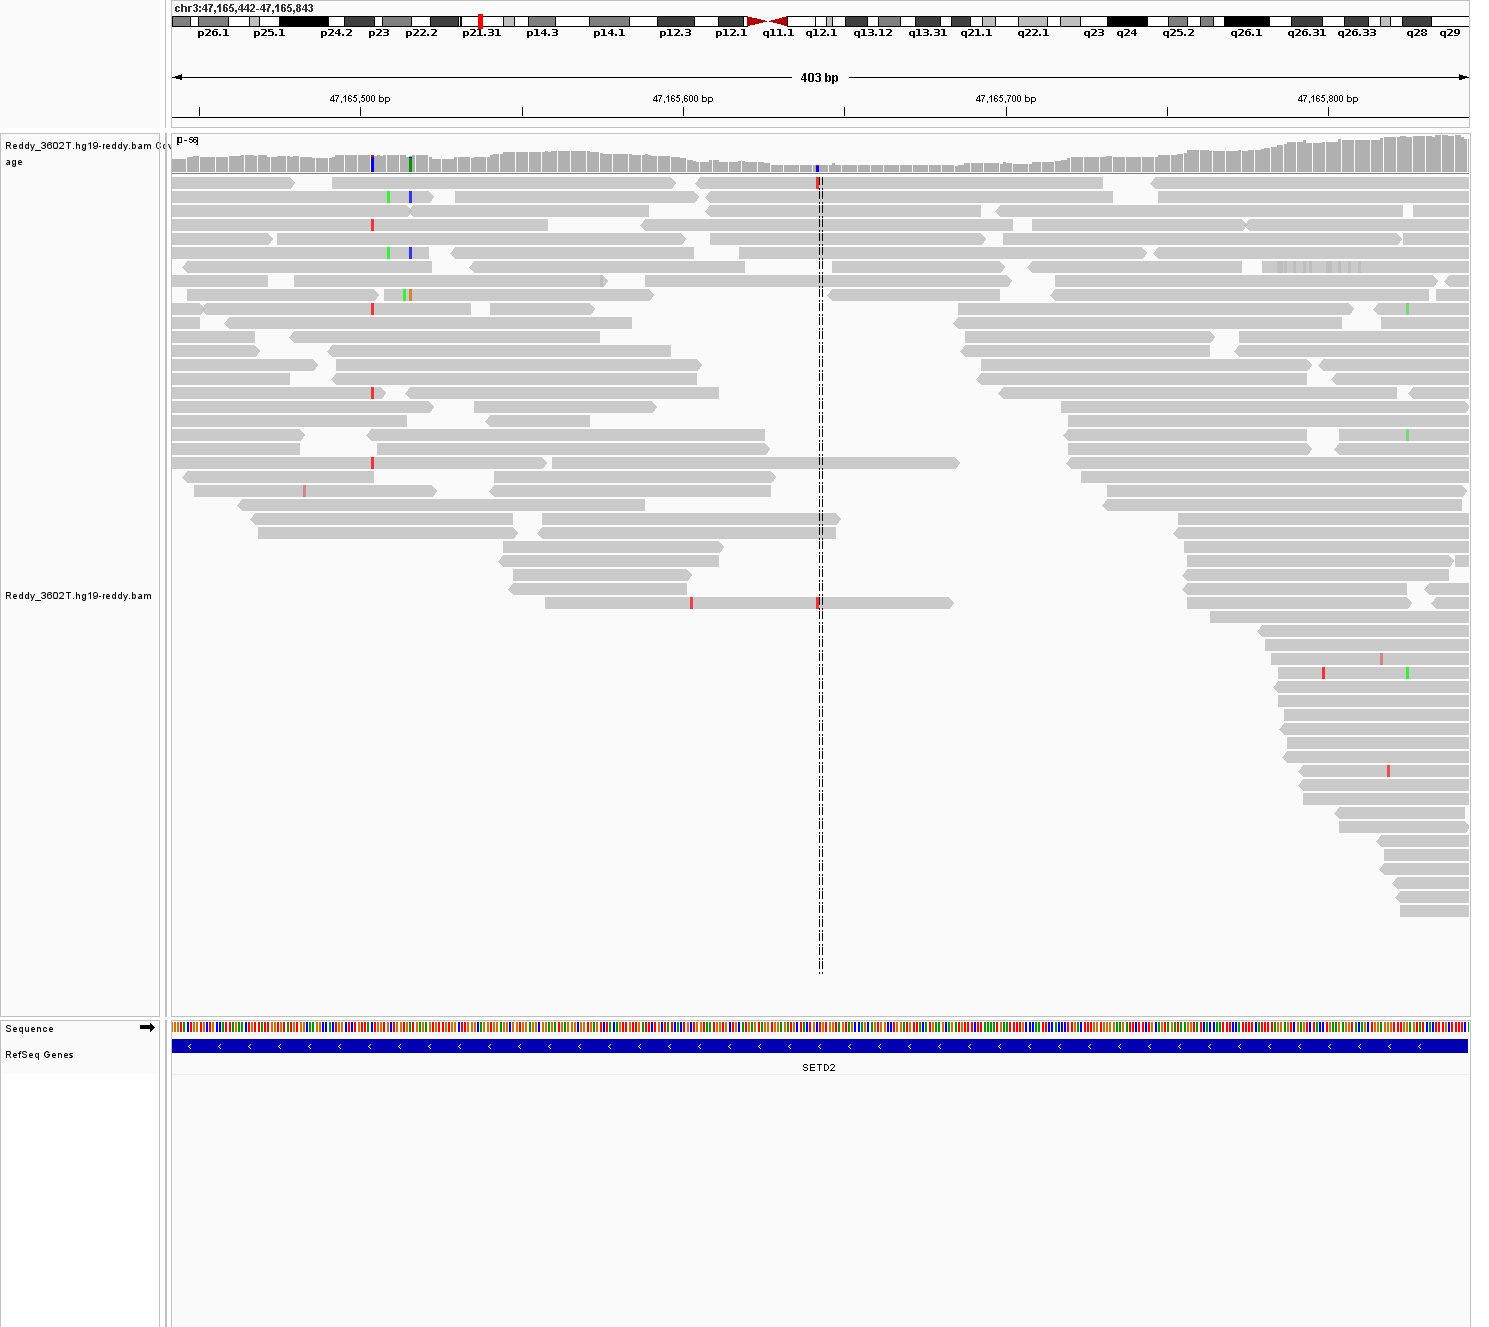 chr3:47,165,442-47,165,843
p26.1 p25.1 p24.2 p23 p22.2 p21.31 p14.3 p14.1 p12.3 p12.1 q11.1 q12.1 q13.12 q13.31 q21.1 q22.1 q23 q24 q25.2 q26.1 q26.31 q26.33 q28 q29
403 bp
47,165,500 bp 47,165,600 bp 47,165,700 bp 47,165,800 bp
Reddy_3602T.hg19-reddy.bam Cov
age
[0 - 56]
Reddy_3602T.hg19-reddy.bam
Sequence
RefSeq Genes
SETD2